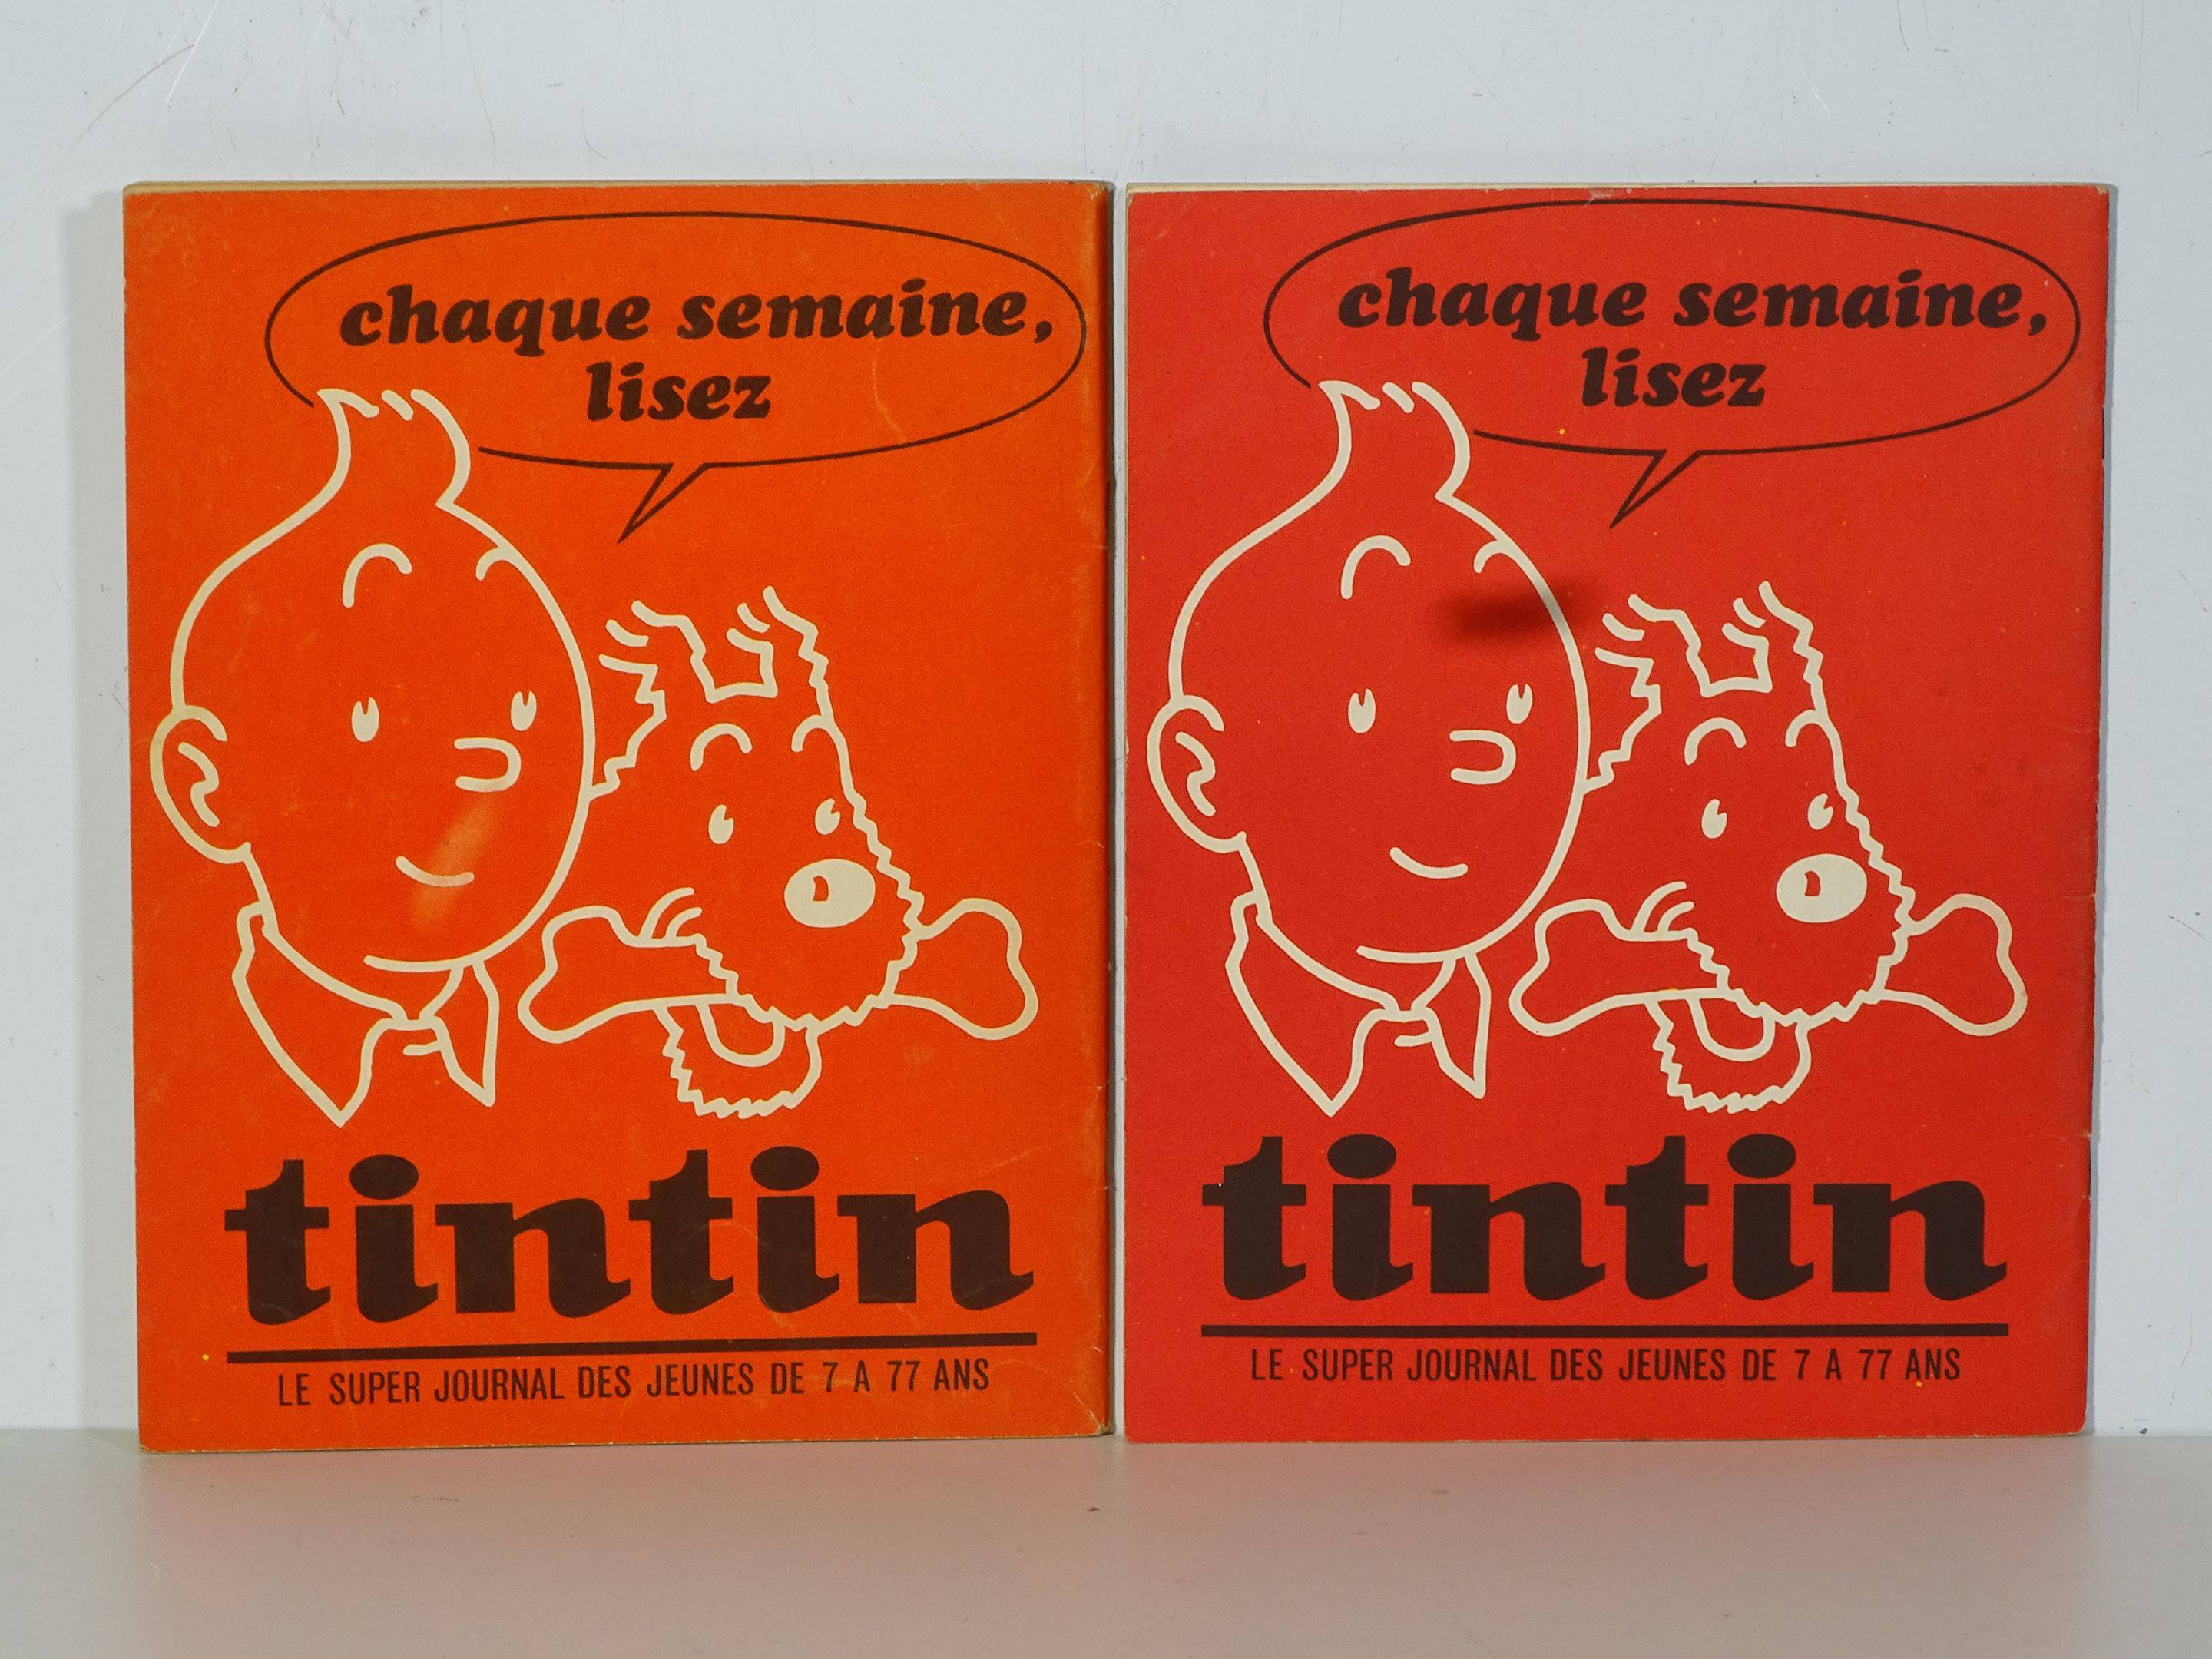 chaque semaine,
lisez
tintin
LE SUPER JOURNAL DES JEUNES DE 7 A 77 ANS
chaque semaine,
lisez
tintin
LE SUPER JOURNAL DES JEUNES DE 7 A 77 ANS